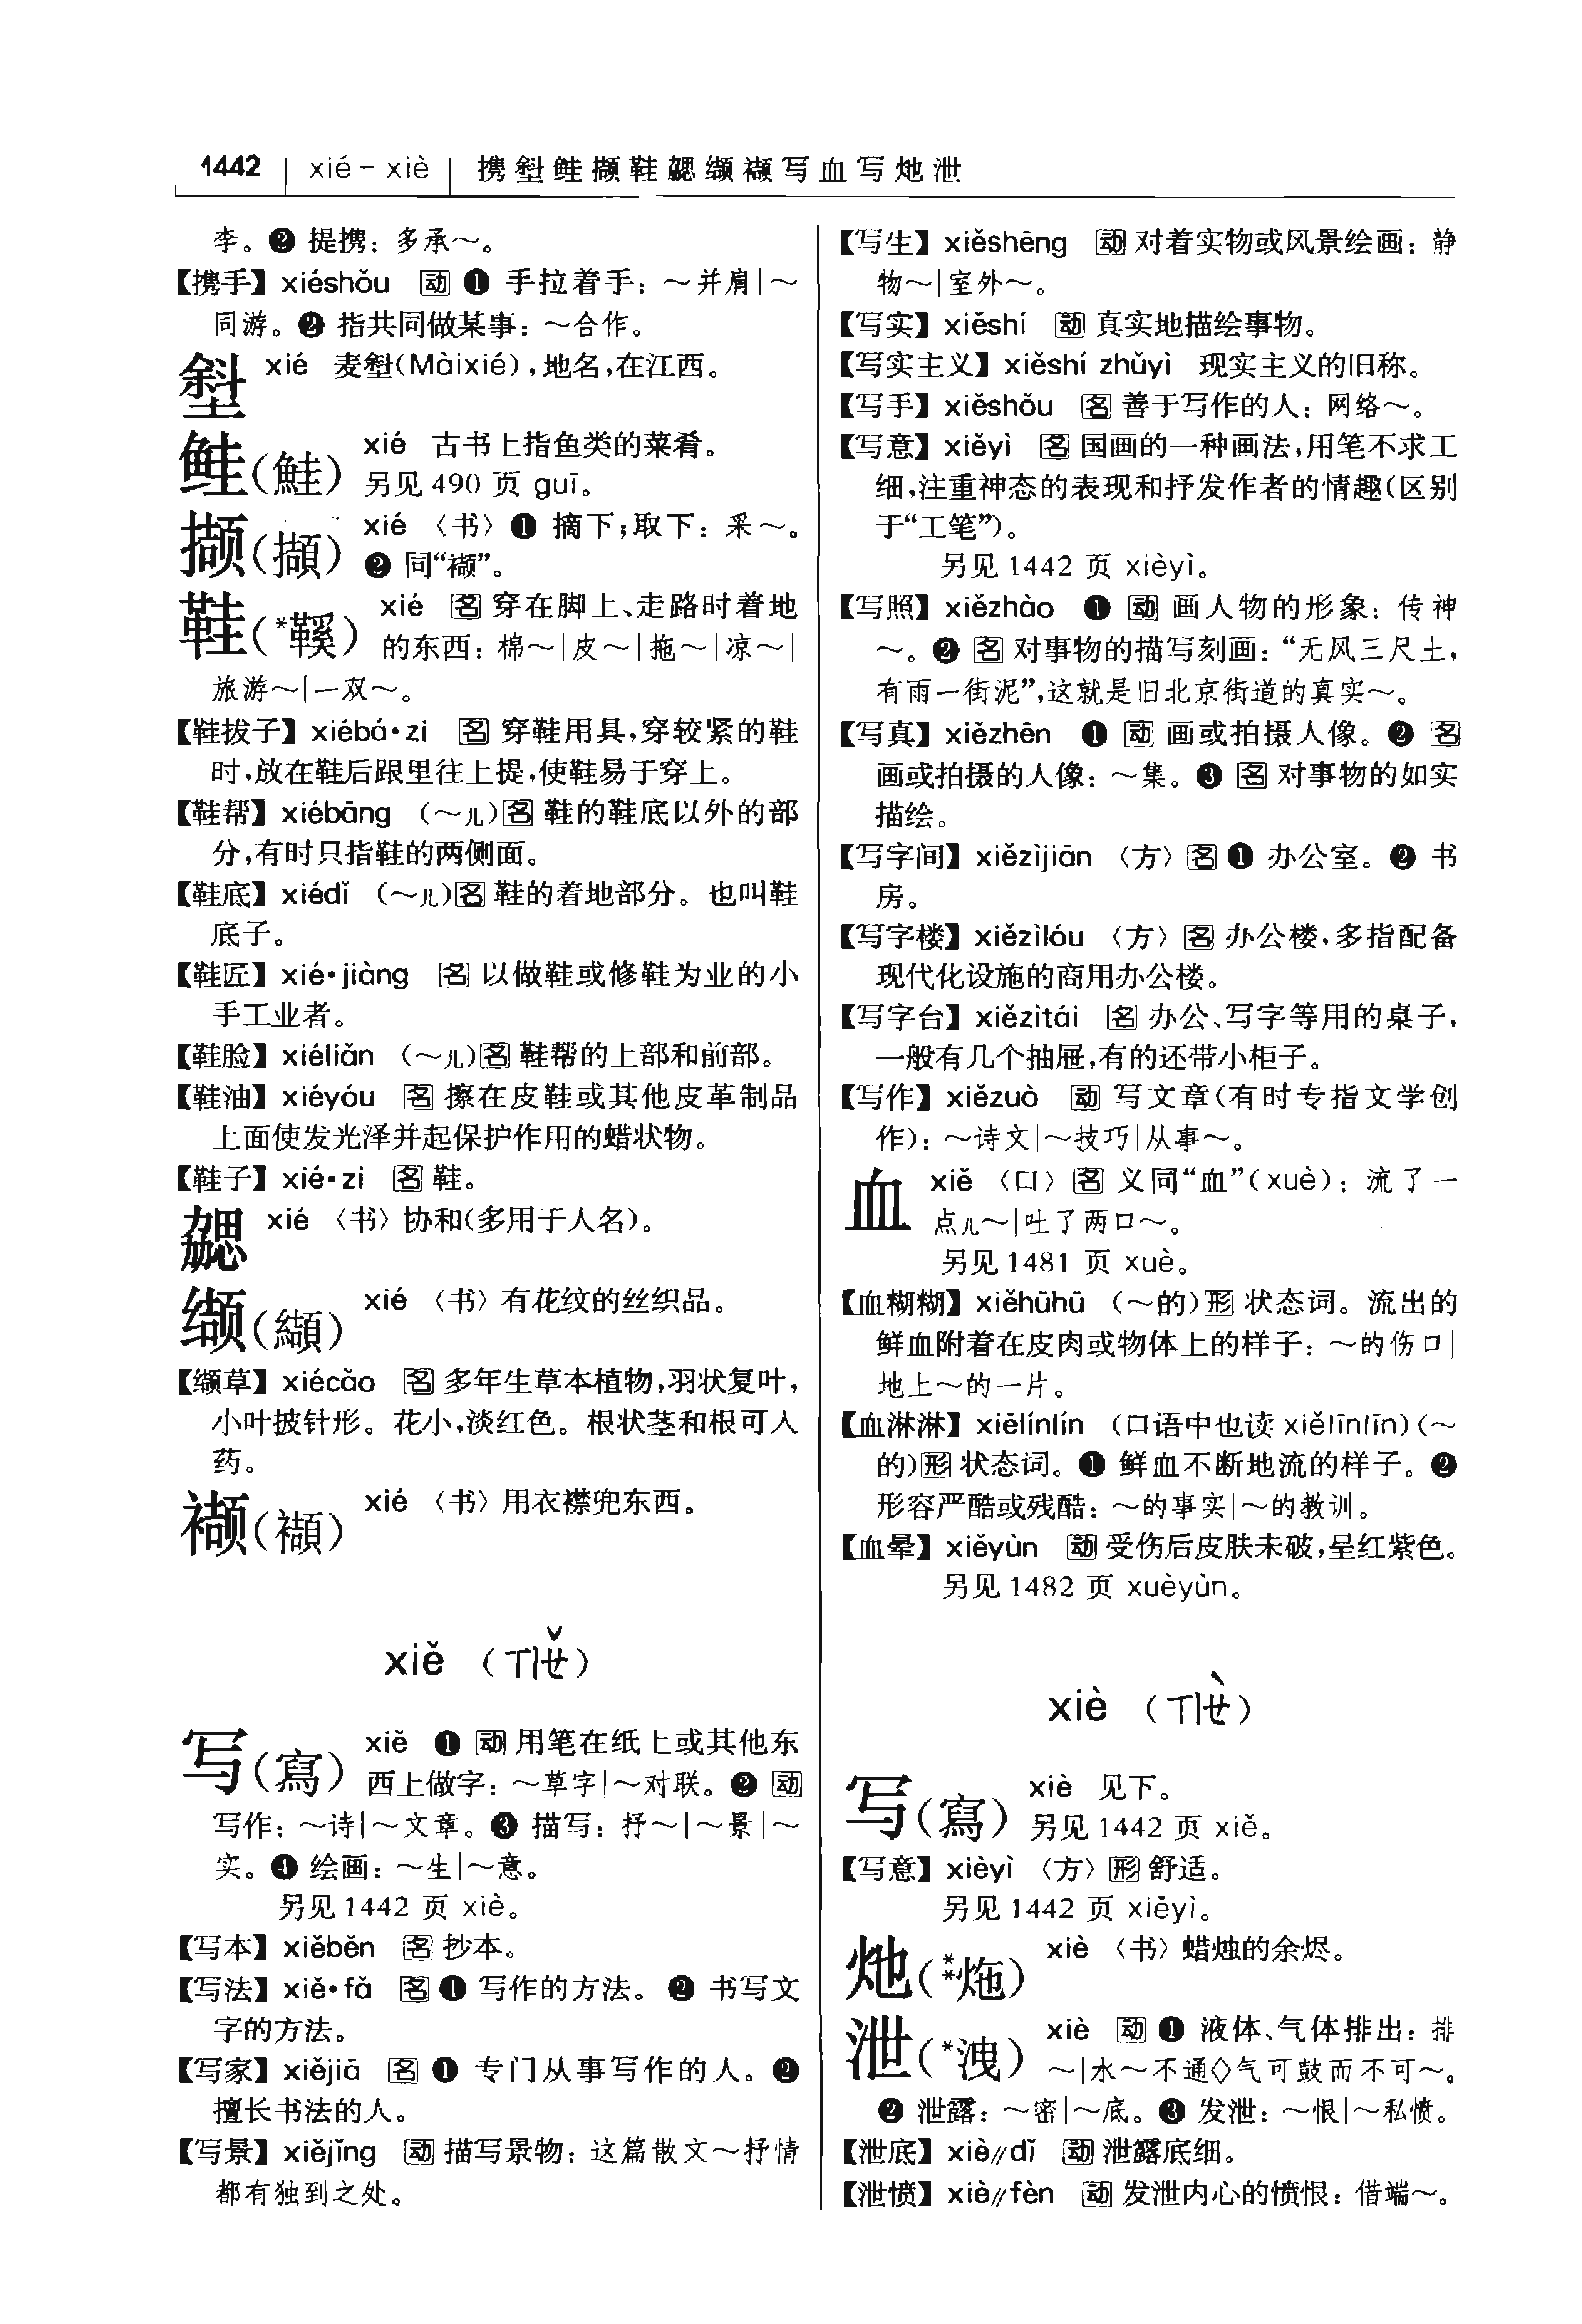 1442 xié－xiè 携㙦鲑撷鞋勰缬襭写血写灺泄
李。❷ 提携：多承～。
【携手】xiéshǒu 动 ❶ 手拉着手：～并肩|～
同游。❷ 指共同做某事：～合作。
㙦 xié 麦㙦(Màixié)，地名，在江西。
鲑(鮭) xié 古书上指鱼类的菜肴。
另见 490 页 guī。
撷(擷) xié 〈书〉❶ 摘下；取下：采～。
❷ 同“襭”。
鞋(*鞵) xié 名 穿在脚上、走路时着地
的东西：棉～|皮～|拖～|凉～|
旅游～|一双～。
【鞋拔子】xiébá·zi 名 穿鞋用具，穿较紧的鞋
时，放在鞋后跟里往上提，使鞋易于穿上。
【鞋帮】xiébāng （～儿）名 鞋的鞋底以外的部
分，有时只指鞋的两侧面。
【鞋底】xiédǐ （～儿）名 鞋的着地部分。也叫鞋
底子。
【鞋匠】xié·jiàng 名 以做鞋或修鞋为业的小
手工业者。
【鞋脸】xiéliǎn （～儿）名 鞋帮的上部和前部。
【鞋油】xiéyóu 名 擦在皮鞋或其他皮革制品
上面使发光泽并起保护作用的蜡状物。
【鞋子】xié·zi 名 鞋。
勰 xié 〈书〉协和（多用于人名）。
缬(纈) xié 〈书〉有花纹的丝织品。
【缬草】xiécǎo 名 多年生草本植物，羽状复叶，
小叶披针形。花小，淡红色。根状茎和根可入
药。
襭(襭) xié 〈书〉用衣襟兜东西。
xiě （ㄒㄧㄝˇ）
写(寫) xiě ❶ 动 用笔在纸上或其他东
西上做字：～草字|～对联。❷ 动
写作：～诗|～文章。❸ 描写：抒～|～景|～
实。❹ 绘画：～生|～意。
另见 1442 页 xiè。
【写本】xiěběn 名 抄本。
【写法】xiě·fǎ 名 ❶ 写作的方法。❷ 书写文
字的方法。
【写家】xiějiā 名 ❶ 专门从事写作的人。❷
擅长书法的人。
【写景】xiějǐng 动 描写景物：这篇散文～抒情
都有独到之处。
【写生】xiěshēng 动 对着实物或风景绘画：静
物～|室外～。
【写实】xiěshí 动 真实地描绘事物。
【写实主义】xiěshí zhǔyì 现实主义的旧称。
【写手】xiěshǒu 名 善于写作的人：网络～。
【写意】xiěyì 名 国画的一种画法，用笔不求工
细，注重神态的表现和抒发作者的情趣（区别
于“工笔”）。
另见 1442 页 xièyì。
【写照】xiězhào ❶ 动 画人物的形象：传神
～。❷ 名 对事物的描写刻画：“无风三尺土，
有雨一街泥”，这就是旧北京街道的真实～。
【写真】xiězhēn ❶ 动 画或拍摄人像。❷ 名
画或拍摄的人像：～集。❸ 名 对事物的如实
描绘。
【写字间】xiězìjiān 〈方〉名 ❶ 办公室。❷ 书
房。
【写字楼】xiězìlóu 〈方〉名 办公楼，多指配备
现代化设施的商用办公楼。
【写字台】xiězìtái 名 办公、写字等用的桌子，
一般有几个抽屉，有的还带小柜子。
【写作】xiězuò 动 写文章（有时专指文学创
作）：～诗文|～技巧|从事～。
血 xiě 〈口〉名 义同“血”（xuè）：流了一
点儿～|吐了两口～。
另见 1481 页 xuè。
【血糊糊】xiěhūhū （～的）形 状态词。流出的
鲜血附着在皮肉或物体上的样子：～的伤口|
地上～的一片。
【血淋淋】xiělínlín （口语中也读 xiělīnlīn）（～
的）形 状态词。❶ 鲜血不断地流的样子。❷
形容严酷或残酷：～的事实|～的教训。
【血晕】xiěyùn 动 受伤后皮肤未破，呈红紫色。
另见 1482 页 xuèyùn。
xiè （ㄒㄧㄝˋ）
写(寫) xiè 见下。
另见 1442 页 xiě。
【写意】xièyì 〈方〉形 舒适。
另见 1442 页 xiěyì。
灺(**炧) xiè 〈书〉蜡烛的余烬。
泄(*洩) xiè 动 ❶ 液体、气体排出：排
～|水～不通◇气可鼓而不可～。
❷ 泄露：～密|～底。❸ 发泄：～恨|～私愤。
【泄底】xiè∥dǐ 动 泄露底细。
【泄愤】xiè∥fèn 动 发泄内心的愤恨：借端～。